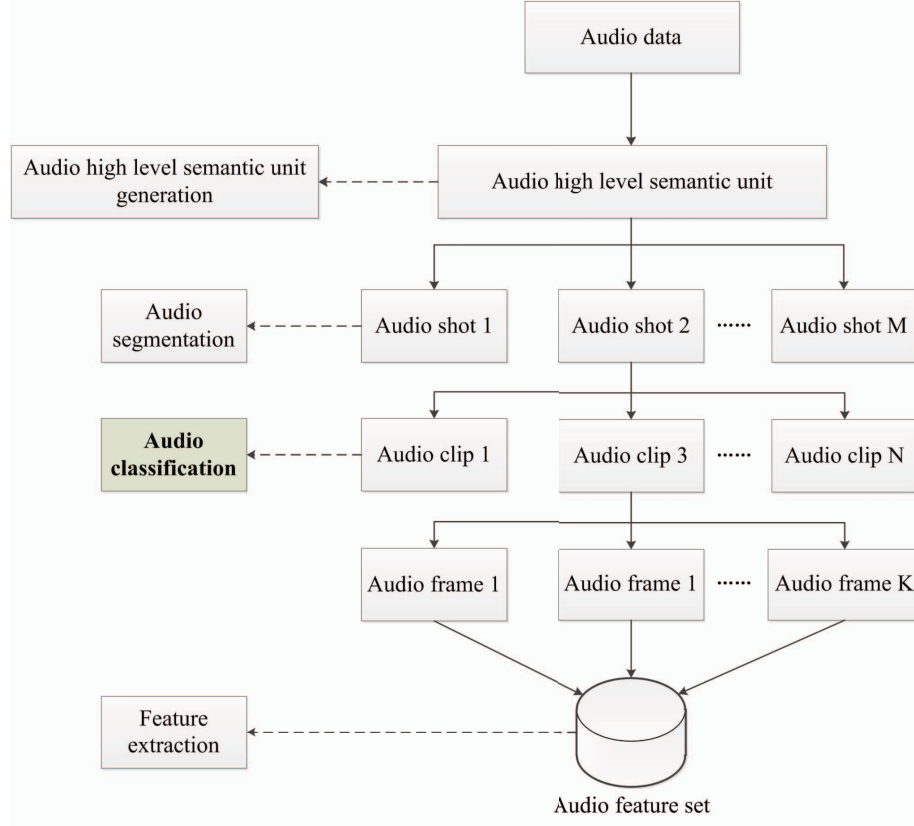 Audio data
Audio high level semantic unit
generation
Audio high level semantic unit
Audio
segmentation
Audio shot 1
Audio shot 2
······
Audio shot M
Audio
classification
Audio clip 1
Audio clip 3
······
Audio clip N
Audio frame 1
Audio frame 1
······
Audio frame K
Feature
extraction
Audio feature set